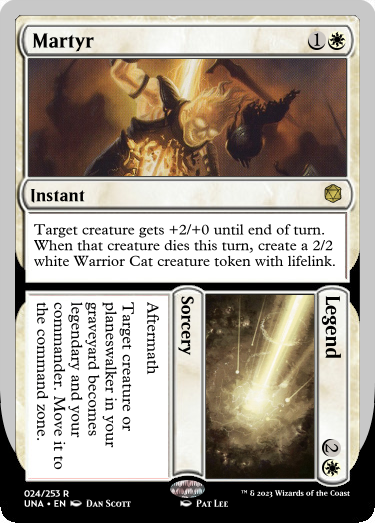 Martyr 1
Instant
Target creature gets +2/+0 until end of turn.
When that creature dies this turn, create a 2/2
white Warrior Cat creature token with lifelink.
Legend 2
Sorcery
Aftermath
Target creature or
planeswalker in your
graveyard becomes
legendary and your
commander. Move it to
the command zone.
024/253 R
UNA • EN Dan Scott Pat Lee
™ & © 2023 Wizards of the Coast